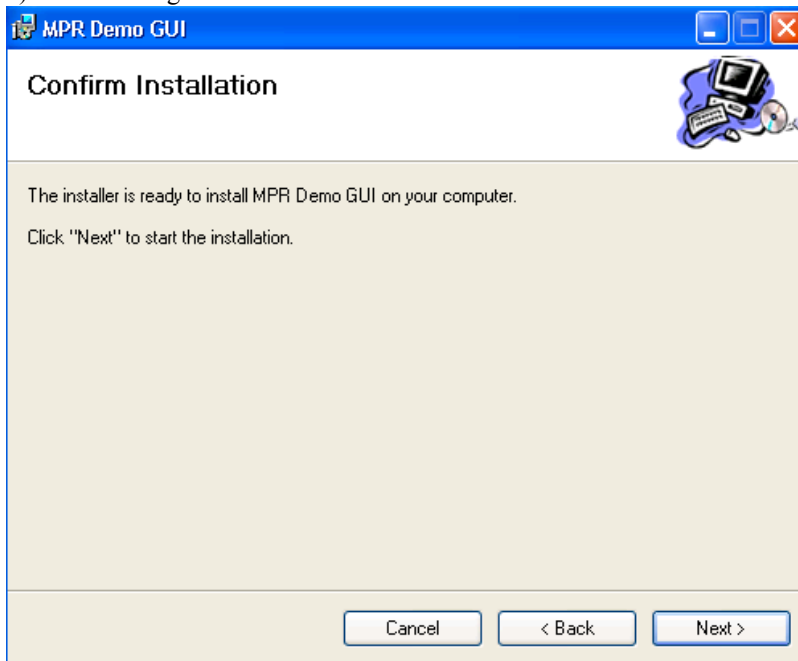 MPR Demo GUI
Confirm Installation
The installer is ready to install MPR Demo GUI on your computer.
Click "Next" to start the installation.
Cancel < Back Next >